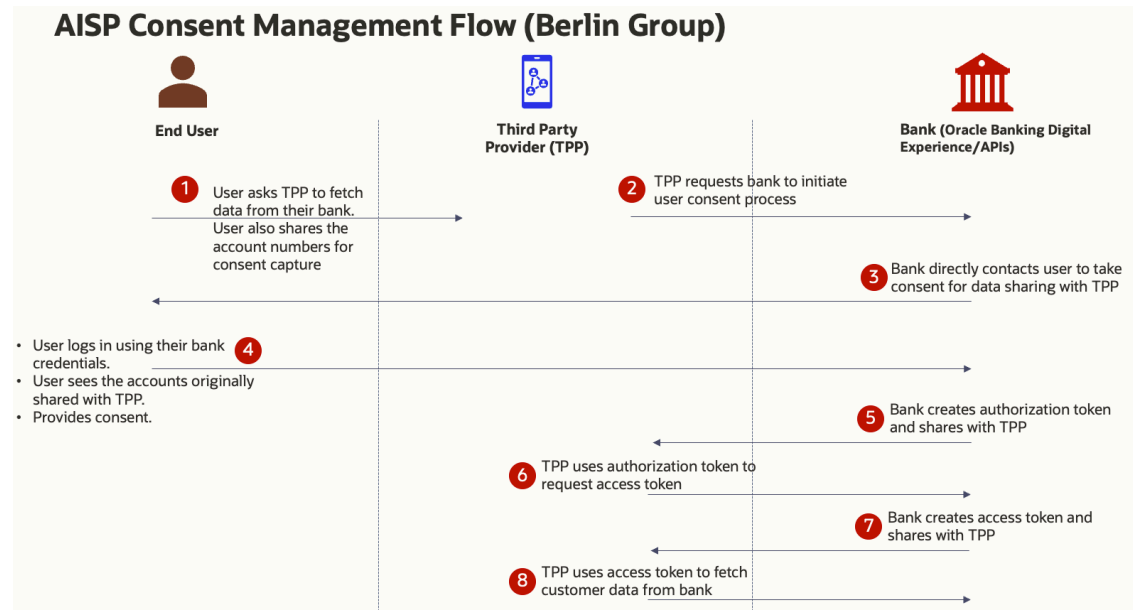 AISP Consent Management Flow (Berlin Group)
End User
Third Party
Provider (TPP)
Bank (Oracle Banking Digital
Experience/APIs)
1
User asks TPP to fetch
data from their bank.
User also shares the
account numbers for
consent capture
2
TPP requests bank to initiate
user consent process
3
Bank directly contacts user to take
consent for data sharing with TPP
• User logs in using their bank
credentials.
• User sees the accounts originally
shared with TPP.
• Provides consent.
4
5
Bank creates authorization token
and shares with TPP
6
TPP uses authorization token to
request access token
7
Bank creates access token and
shares with TPP
8
TPP uses access token to fetch
customer data from bank